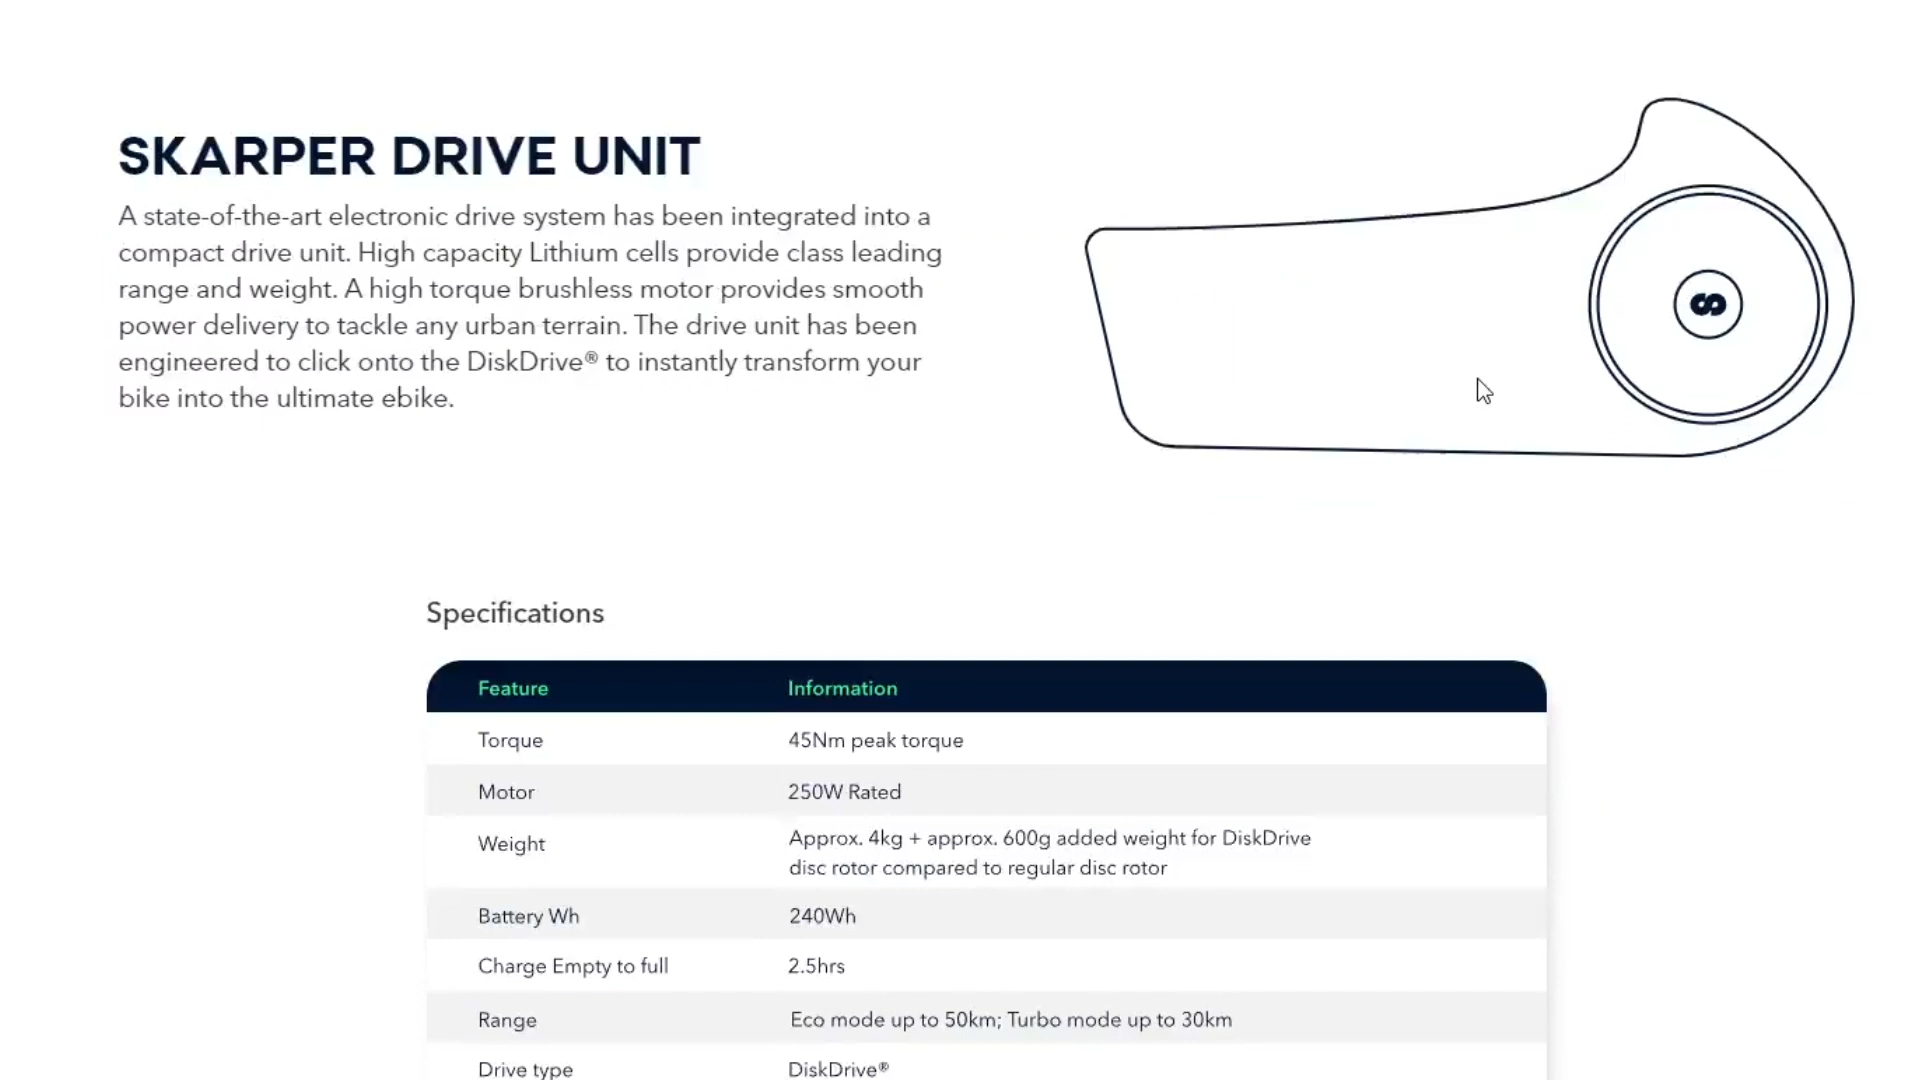 SKARPER DRIVE UNIT
A state-of-the-art electronic drive system has been integrated into a
compact drive unit. High capacity Lithium cells provide class leading
range and weight. A high torque brushless motor provides smooth
power delivery to tackle any urban terrain. The drive unit has been
engineered to click onto the DiskDrive® to instantly transform your
bike into the ultimate ebike.
Specifications
Feature Information
Torque 45Nm peak torque
Motor 250W Rated
Weight Approx. 4kg + approx. 600g added weight for DiskDrive
disc rotor compared to regular disc rotor
Battery Wh 240Wh
Charge Empty to full 2.5hrs
Range Eco mode up to 50km; Turbo mode up to 30km
Drive type DiskDrive®